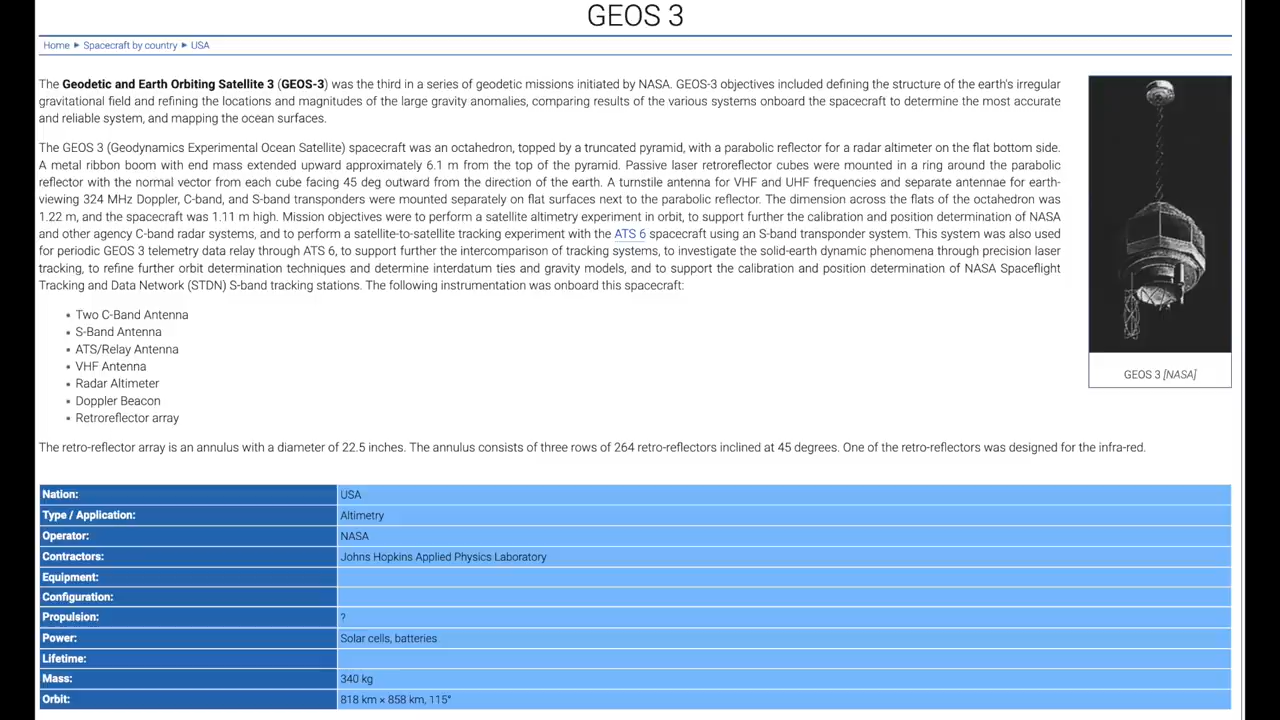 GEOS 3
Home ► Spacecraft by country ► USA
The Geodetic and Earth Orbiting Satellite 3 (GEOS-3) was the third in a series of geodetic missions initiated by NASA. GEOS-3 objectives included defining the structure of the earth's irregular
gravitational field and refining the locations and magnitudes of the large gravity anomalies, comparing results of the various systems onboard the spacecraft to determine the most accurate
and reliable system, and mapping the ocean surfaces.
The GEOS 3 (Geodynamics Experimental Ocean Satellite) spacecraft was an octahedron, topped by a truncated pyramid, with a parabolic reflector for a radar altimeter on the flat bottom side.
A metal ribbon boom with end mass extended upward approximately 6.1 m from the top of the pyramid. Passive laser retroreflector cubes were mounted in a ring around the parabolic
reflector with the normal vector from each cube facing 45 deg outward from the direction of the earth. A turnstile antenna for VHF and UHF frequencies and separate antennae for earth-
viewing 324 MHz Doppler, C-band, and S-band transponders were mounted separately on flat surfaces next to the parabolic reflector. The dimension across the flats of the octahedron was
1.22 m, and the spacecraft was 1.11 m high. Mission objectives were to perform a satellite altimetry experiment in orbit, to support further the calibration and position determination of NASA
and other agency C-band radar systems, and to perform a satellite-to-satellite tracking experiment with the ATS 6 spacecraft using an S-band transponder system. This system was also used
for periodic GEOS 3 telemetry data relay through ATS 6, to support further the intercomparison of tracking systems, to investigate the solid-earth dynamic phenomena through precision laser
tracking, to refine further orbit determination techniques and determine interdatum ties and gravity models, and to support the calibration and position determination of NASA Spaceflight
Tracking and Data Network (STDN) S-band tracking stations. The following instrumentation was onboard this spacecraft:
▪ Two C-Band Antenna
▪ S-Band Antenna
▪ ATS/Relay Antenna
▪ VHF Antenna
▪ Radar Altimeter
▪ Doppler Beacon
▪ Retroreflector array
GEOS 3 [NASA]
The retro-reflector array is an annulus with a diameter of 22.5 inches. The annulus consists of three rows of 264 retro-reflectors inclined at 45 degrees. One of the retro-reflectors was designed for the infra-red.
Nation: USA
Type / Application: Altimetry
Operator: NASA
Contractors: Johns Hopkins Applied Physics Laboratory
Equipment:
Configuration:
Propulsion: ?
Power: Solar cells, batteries
Lifetime:
Mass: 340 kg
Orbit: 818 km × 858 km, 115°